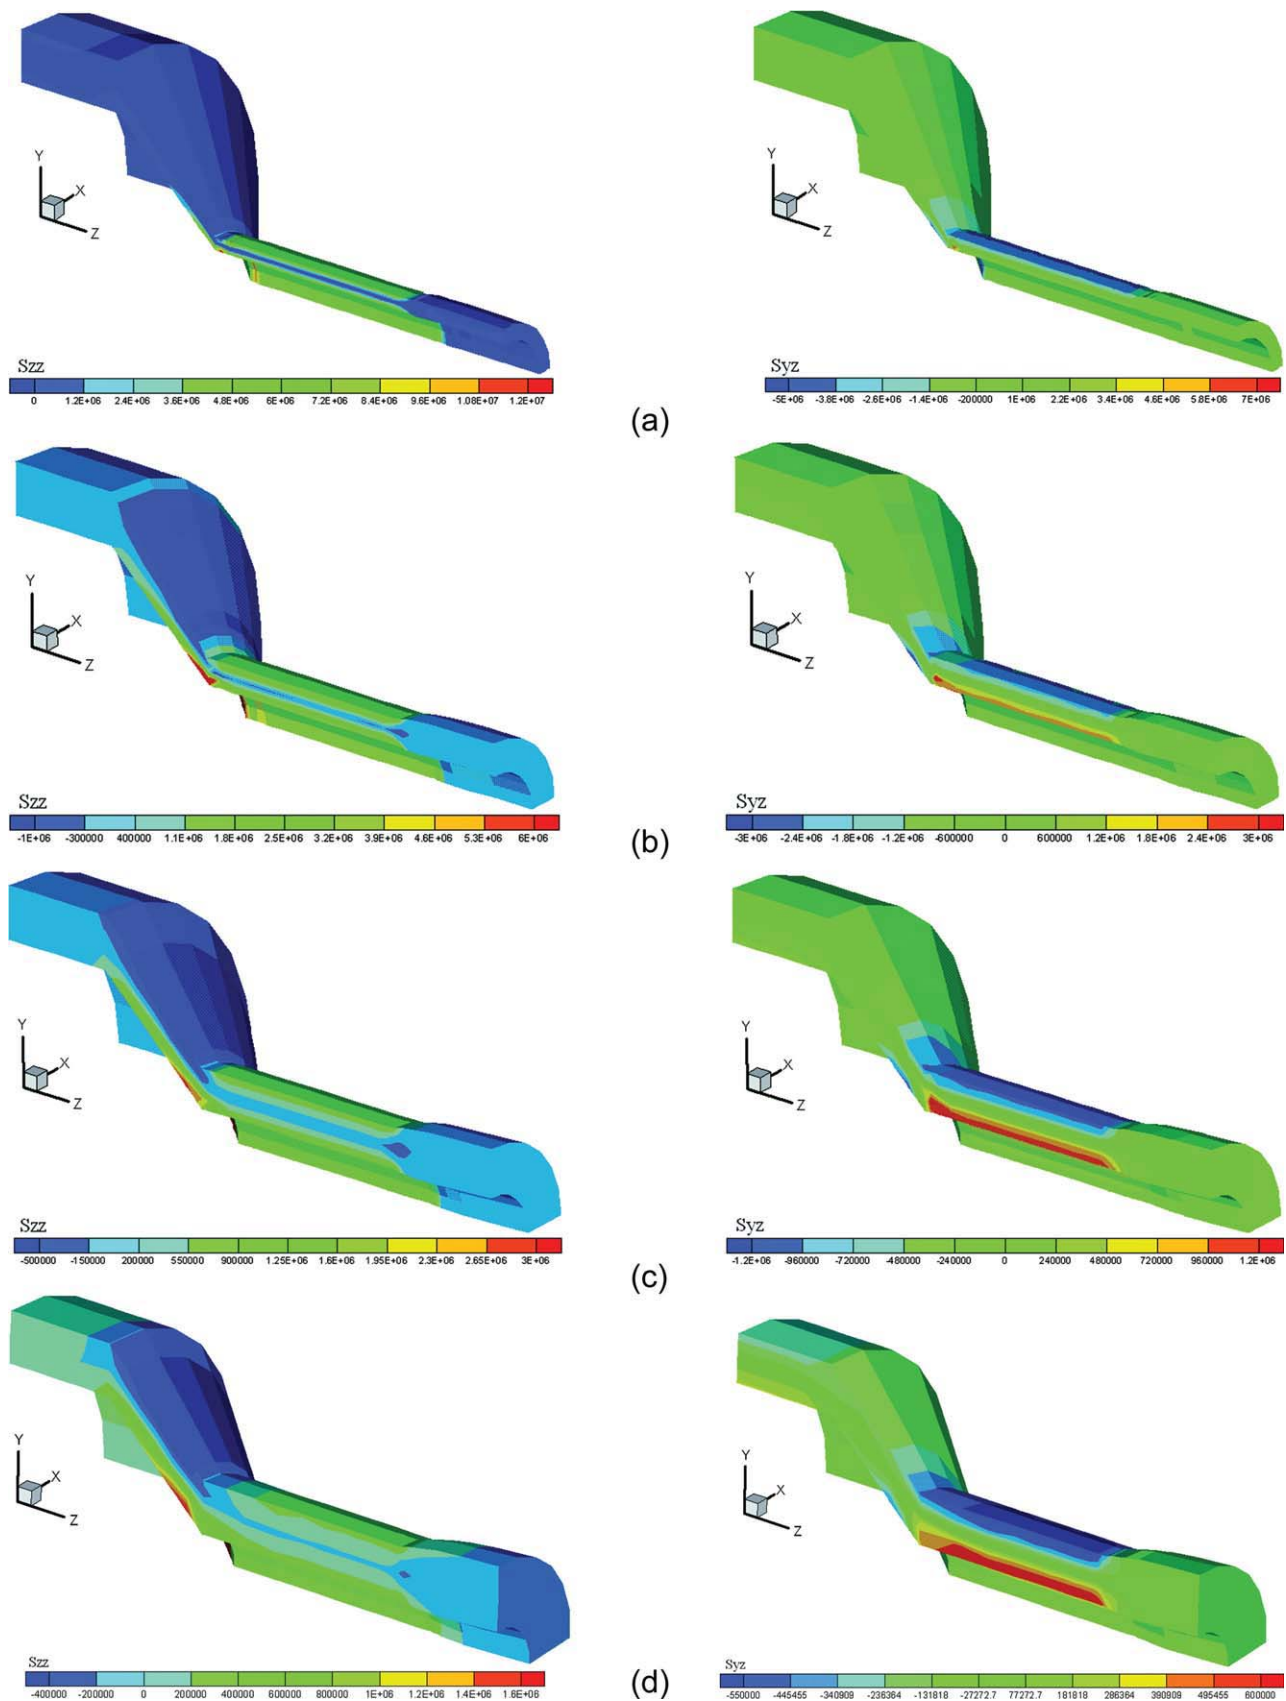 Y
X
Z
Szz
0 1.2E+06 2.4E+06 3.6E+06 4.8E+06 6E+06 7.2E+06 8.4E+06 9.6E+06 1.08E+07 1.2E+07
Y
X
Z
Syz
-5E+06 -3.8E+06 -2.6E+06 -1.4E+06 -200000 1E+06 2.2E+06 3.4E+06 4.6E+06 5.8E+06 7E+06
(a)
Y
X
Z
Szz
-1E+06 -300000 400000 1.1E+06 1.8E+06 2.5E+06 3.2E+06 3.9E+06 4.6E+06 5.3E+06 6E+06
Y
X
Z
Syz
-3E+06 -2.4E+06 -1.8E+06 -1.2E+06 -600000 0 600000 1.2E+06 1.8E+06 2.4E+06 3E+06
(b)
Y
X
Z
Szz
-500000 -150000 200000 550000 900000 1.25E+06 1.6E+06 1.95E+06 2.3E+06 2.65E+06 3E+06
Y
X
Z
Syz
-1.2E+06 -960000 -720000 -480000 -240000 0 240000 480000 720000 960000 1.2E+06
(c)
Y
X
Z
Szz
-400000 -200000 0 200000 400000 600000 800000 1E+06 1.2E+06 1.4E+06 1.6E+06
Y
X
Z
Syz
-550000 -445455 -340909 -236364 -131818 -27272.7 77272.7 181818 286364 390909 495455 600000
(d)